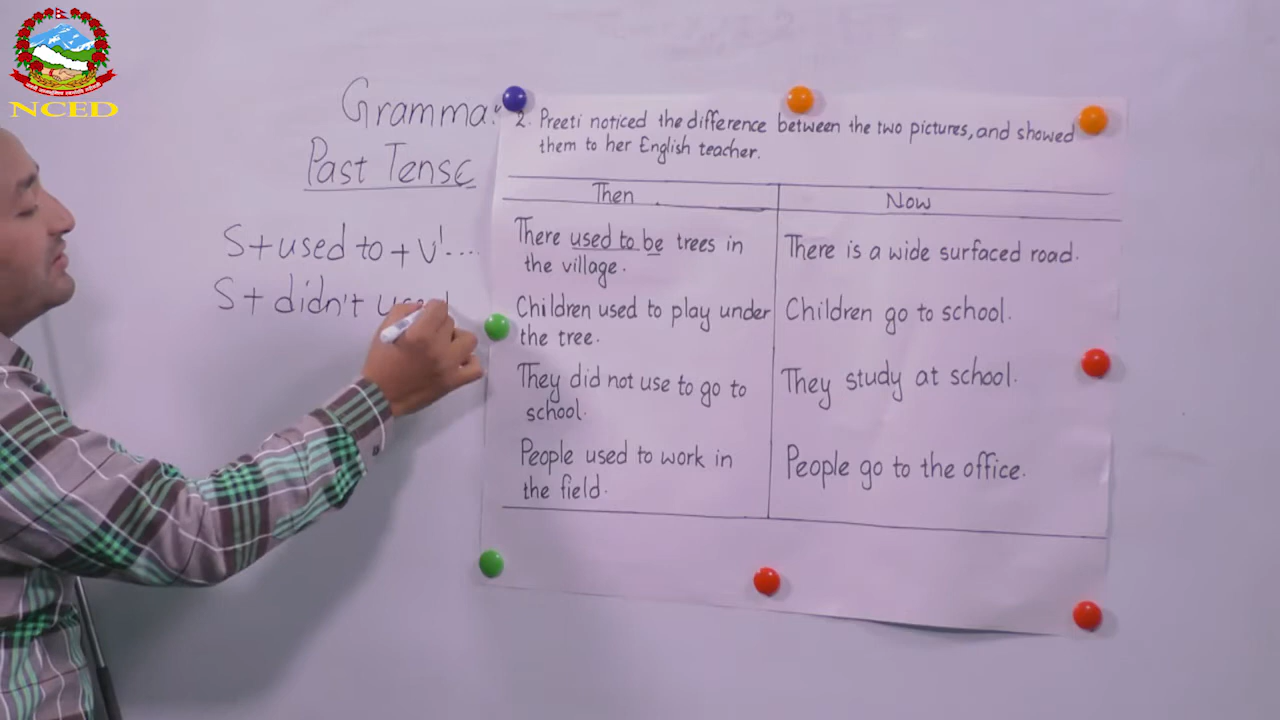 NCED
Grammar
Past Tense
S + used to + V¹....
S + didn't used
2. Preeti noticed the difference between the two pictures, and showed
them to her English teacher.
Then
Now
There used to be trees in
the village.
There is a wide surfaced road.
Children used to play under
the tree.
Children go to school.
They did not use to go to
school.
They study at school.
People used to work in
the field.
People go to the office.